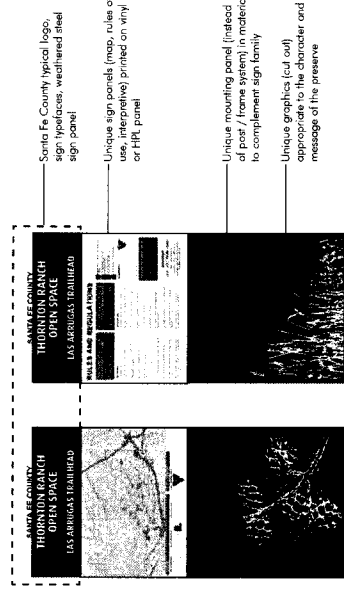 Santa Fe County typical logo,
sign typefaces, weathered steel
sign panel
Unique sign panels (map, rules o
use, interpretive) printed on vinyl
or HPL panel
Unique mounting panel (instead
of post / frame system) in materic
to complement sign family
Unique graphics (cut out)
appropriate to the character and
message of the preserve
SANTA FE COUNTY
THORNTON RANCH
OPEN SPACE
LAS ARRUGAS TRAILHEAD
RULES AND REGULATIONS
SANTA FE COUNTY
THORNTON RANCH
OPEN SPACE
LAS ARRUGAS TRAILHEAD